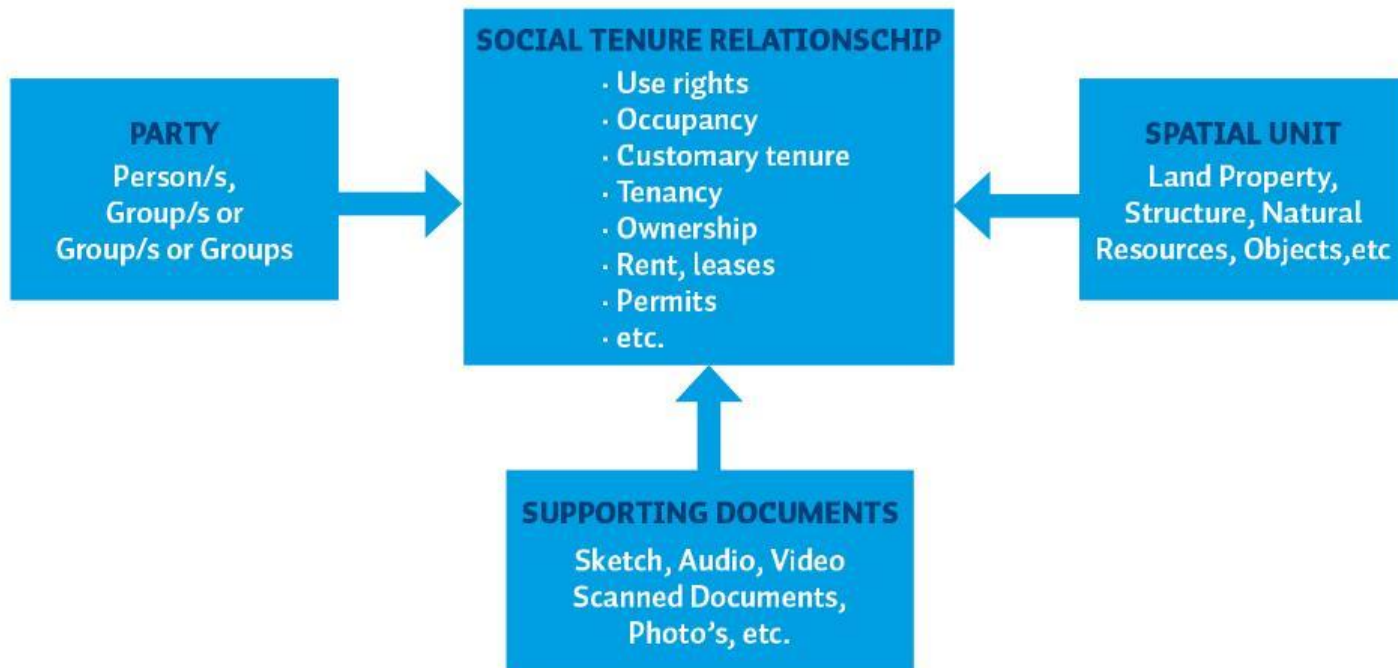 SOCIAL TENURE RELATIONSCHIP
· Use rights
· Occupancy
· Customary tenure
· Tenancy
· Ownership
· Rent, leases
· Permits
· etc.
PARTY
Person/s,
Group/s or
Group/s or Groups
SPATIAL UNIT
Land Property,
Structure, Natural
Resources, Objects,etc
SUPPORTING DOCUMENTS
Sketch, Audio, Video
Scanned Documents,
Photo's, etc.